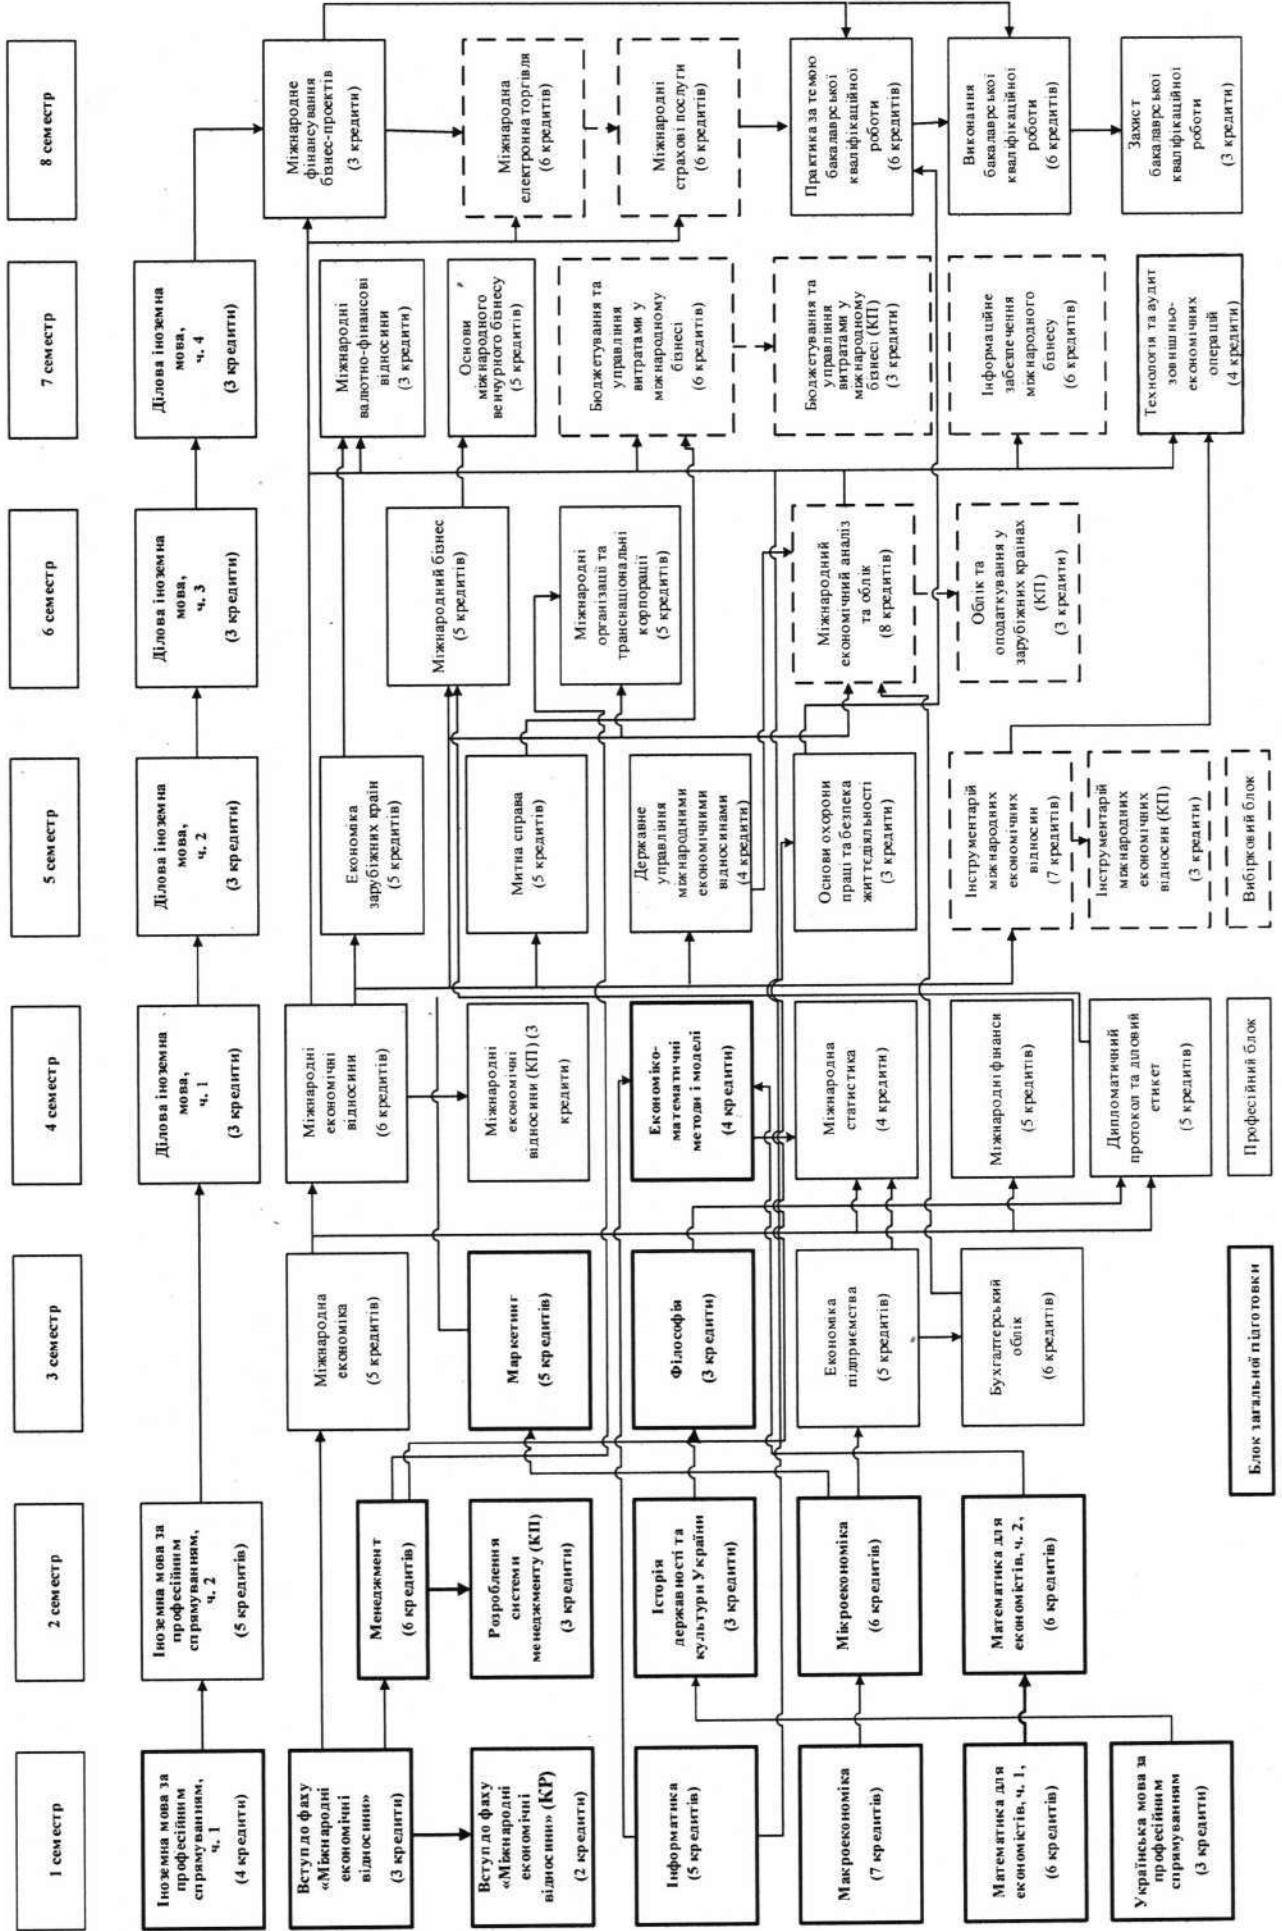 1 семестр
Іноземна мова за
професійним
спрямуванням,
ч. 1
(4 кредити)
Вступ до фаху
«Міжнародні
економічні
відносини»
(3 кредити)
Вступ до фаху
«Міжнародні
економічні
відносини» (КР)
(2 кредити)
Інформатика
(5 кредитів)
Макроекономіка
(7 кредитів)
Математика для
економістів, ч. 1,
(6 кредитів)
Українська мова за
професійним
спрямуванням
(3 кредити)
2 семестр
Іноземна мова за
професійним
спрямуванням,
ч. 2
(5 кредитів)
Менеджмент
(6 кредитів)
Розроблення
системи
менеджменту (КП)
(3 кредити)
Історія
державності та
культури України
(3 кредити)
Мікроекономіка
(6 кредитів)
Математика для
економістів, ч. 2,
(6 кредитів)
3 семестр
Міжнародна
економіка
(5 кредитів)
Маркетинг
(5 кредитів)
Філософія
(3 кредити)
Економіка
підприємства
(5 кредитів)
Бухгалтерський
облік
(6 кредитів)
Блок загальної підготовки
4 семестр
Ділова іноземна
мова,
ч. 1
(3 кредити)
Міжнародні
економічні
відносини
(6 кредитів)
Міжнародні
економічні
відносини (КП) (3
кредити)
Економіко-
математичні
методи і моделі
(4 кредити)
Міжнародна
статистика
(4 кредити)
Міжнародні фінанси
(5 кредитів)
Дипломатичний
протокол та діловий
етикет
(5 кредитів)
Професійний блок
5 семестр
Ділова іноземна
мова,
ч. 2
(3 кредити)
Економіка
зарубіжних країн
(5 кредитів)
Митна справа
(5 кредитів)
Державне
управління
міжнародними
економічними
відносинами
(4 кредити)
Основи охорони
праці та безпека
життєдіяльності
(3 кредити)
Інструментарій
міжнародних
економічних
відносин
(7 кредитів)
Інструментарій
міжнародних
економічних
відносин (КП)
(3 кредити)
Вибірковий блок
6 семестр
Ділова іноземна
мова,
ч. 3
(3 кредити)
Міжнародний бізнес
(5 кредитів)
Міжнародні
організації та
транснаціональні
корпорації
(5 кредитів)
Міжнародний
економічний аналіз
та облік
(8 кредитів)
Облік та
оподаткування у
зарубіжних країнах
(КП)
(3 кредити)
7 семестр
Ділова іноземна
мова,
ч. 4
(3 кредити)
Міжнародні
валютно-фінансові
відносини
(3 кредити)
Основи
міжнародного
венчурного бізнесу
(5 кредитів)
Бюджетування та
управління
витратами у
міжнародному
бізнесі
(6 кредитів)
Бюджетування та
управління
витратами у
міжнародному
бізнесі (КП)
(3 кредити)
Інформаційне
забезпечення
міжнародного
бізнесу
(6 кредитів)
Технологія та аудит
зовнішньо-
економічних
операцій
(4 кредити)
8 семестр
Міжнародне
фінансування
бізнес-проектів
(3 кредити)
Міжнародна
електронна торгівля
(6 кредитів)
Міжнародні
страхові послуги
(6 кредитів)
Практика за темою
бакалаврської
кваліфікаційної
роботи
(6 кредитів)
Виконання
бакалаврської
кваліфікаційної
роботи
(6 кредитів)
Захист
бакалаврської
кваліфікаційної
роботи
(3 кредити)